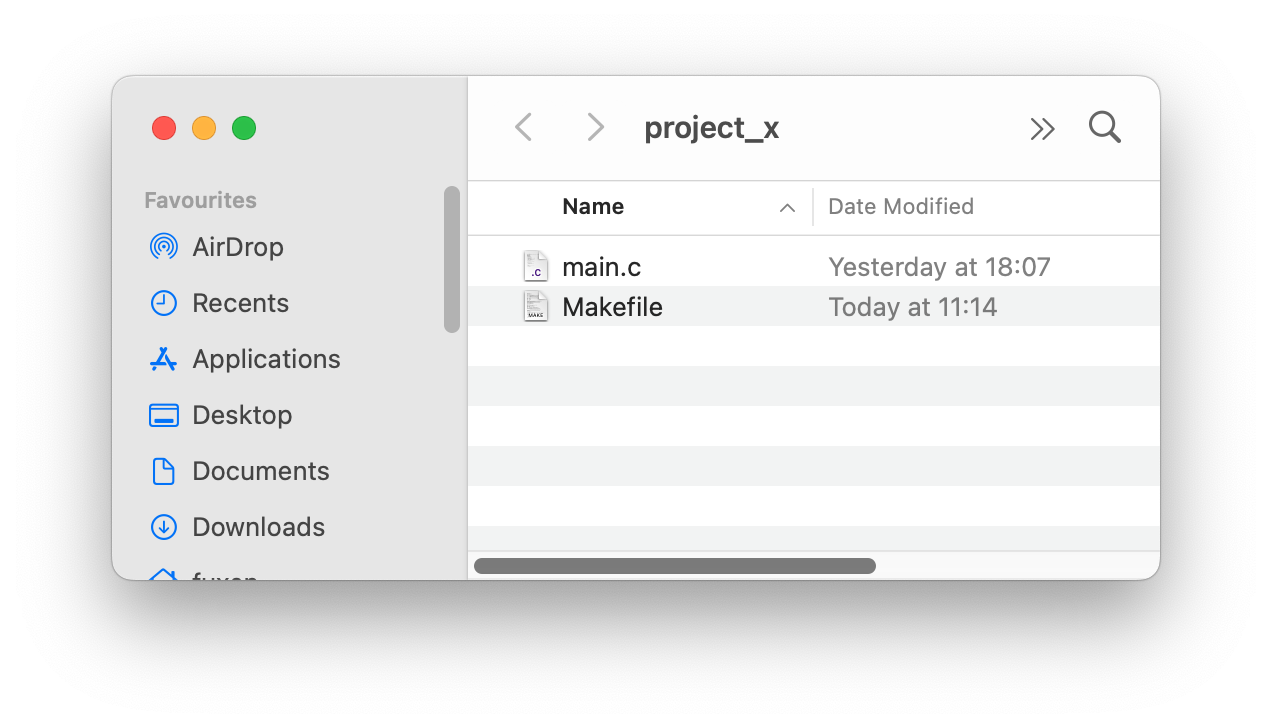 project_x
Favourites
AirDrop
Recents
Applications
Desktop
Documents
Downloads
Name
Date Modified
.C
main.c
Yesterday at 18:07
MAKE
Makefile
Today at 11:14